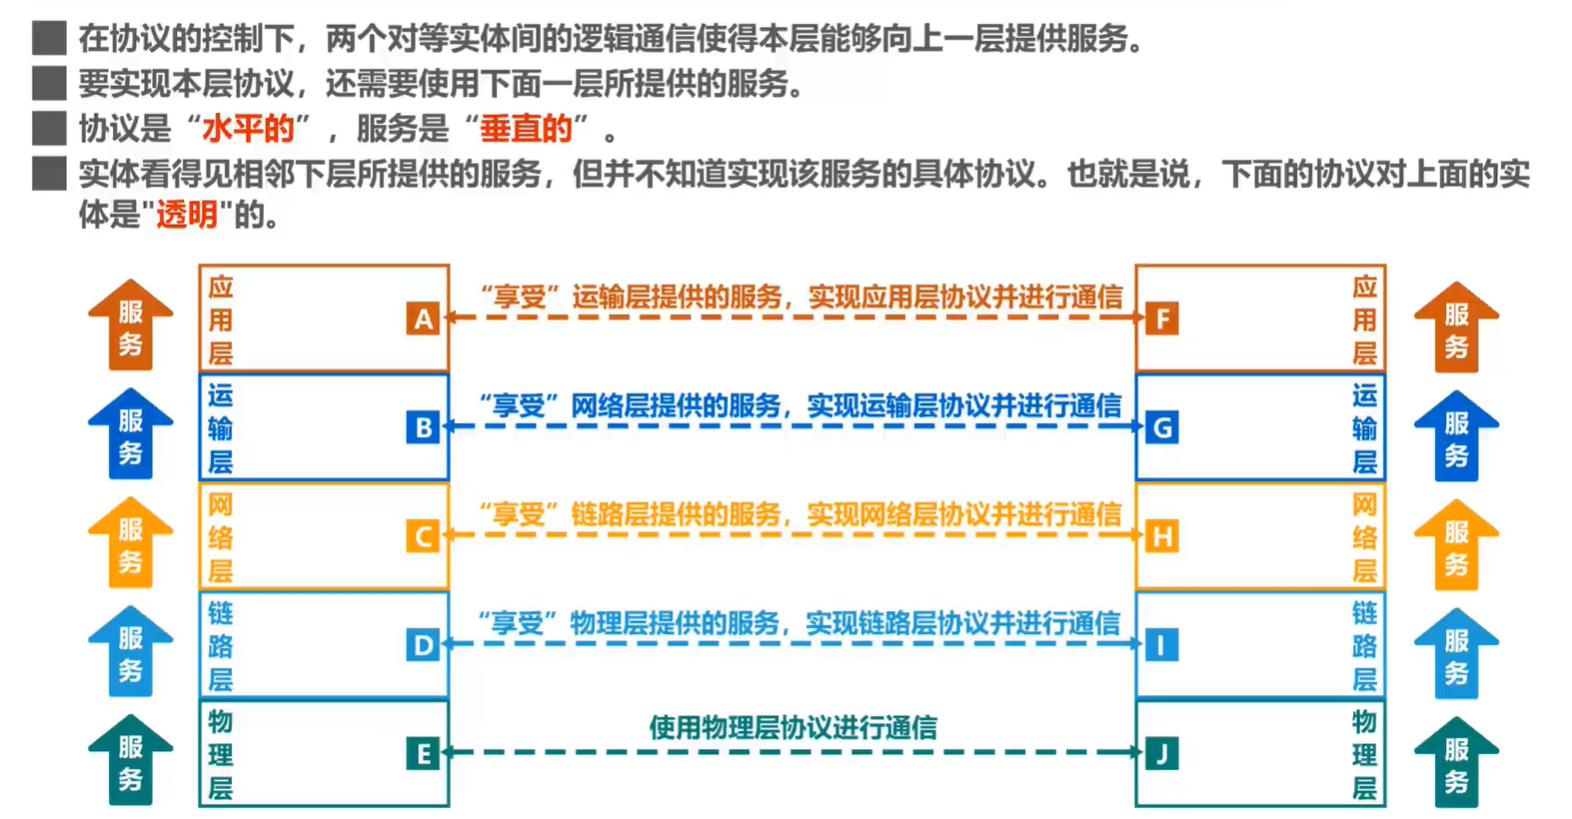 在协议的控制下，两个对等实体间的逻辑通信使得本层能够向上一层提供服务。
要实现本层协议，还需要使用下面一层所提供的服务。
协议是“水平的”，服务是“垂直的”。
实体看得见相邻下层所提供的服务，但并不知道实现该服务的具体协议。也就是说，下面的协议对上面的实
体是"透明"的。
服务
应用层
A
“享受”运输层提供的服务，实现应用层协议并进行通信
F
应用层
服务
服务
运输层
B
“享受”网络层提供的服务，实现运输层协议并进行通信
G
运输层
服务
服务
网络层
C
“享受”链路层提供的服务，实现网络层协议并进行通信
H
网络层
服务
服务
链路层
D
“享受”物理层提供的服务，实现链路层协议并进行通信
I
链路层
服务
服务
物理层
E
使用物理层协议进行通信
J
物理层
服务